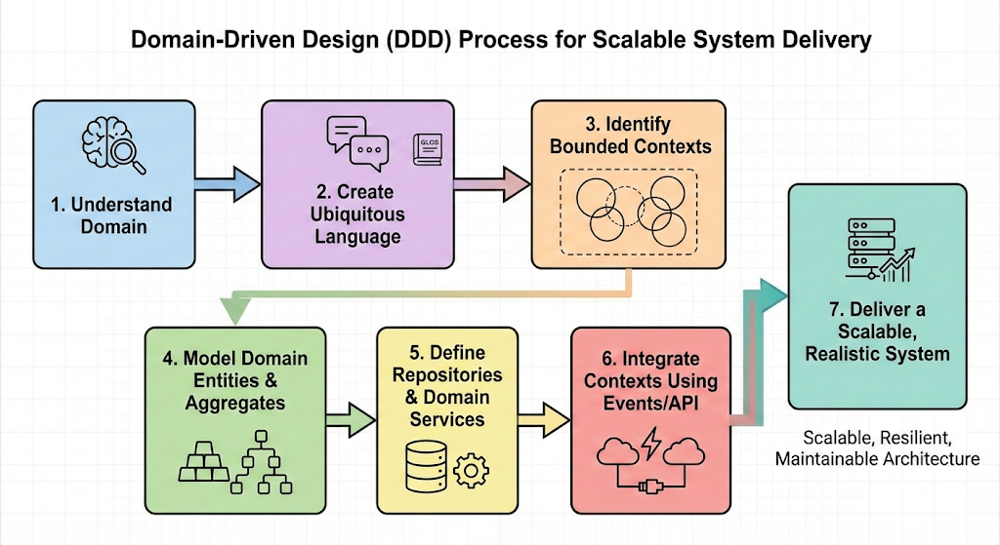 Domain-Driven Design (DDD) Process for Scalable System Delivery
1. Understand
Domain
GLOS
2. Create
Ubiquitous
Language
3. Identify
Bounded Contexts
4. Model Domain
Entities &
Aggregates
5. Define
Repositories
& Domain
Services
6. Integrate
Contexts Using
Events/API
7. Deliver a
Scalable,
Realistic System
Scalable, Resilient,
Maintainable Architecture